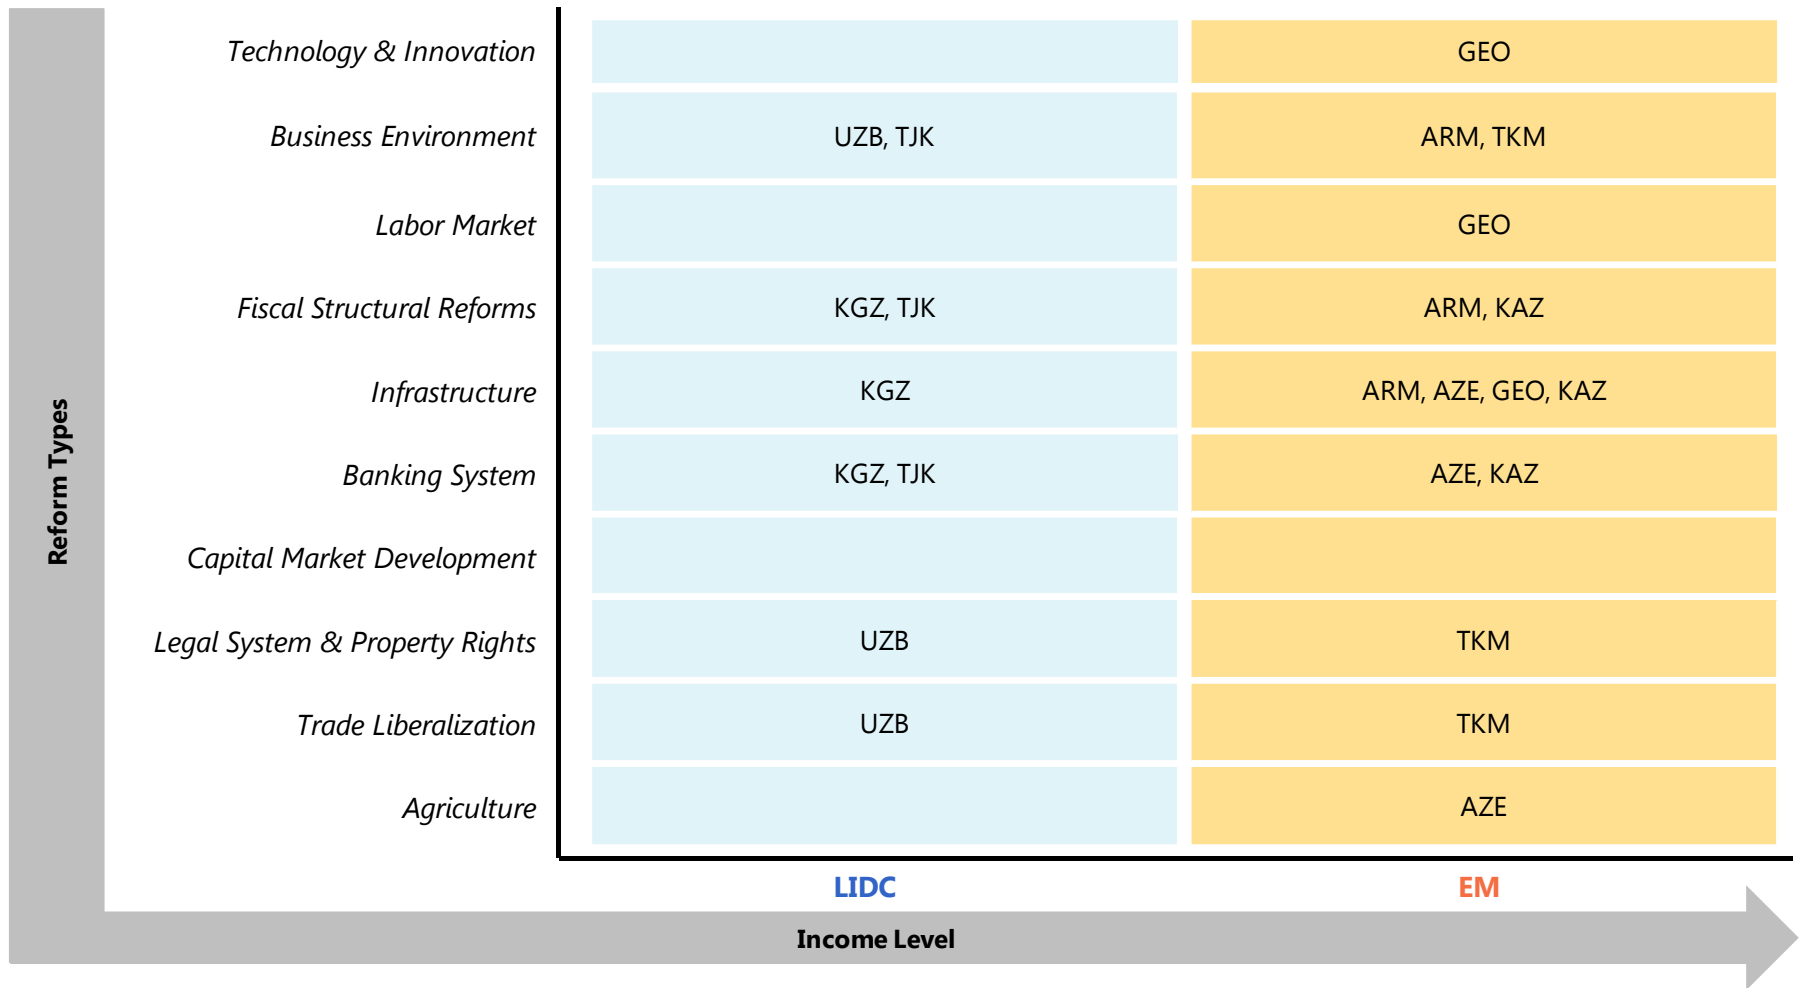 Reform Types
Technology & Innovation
GEO
Business Environment
UZB, TJK
ARM, TKM
Labor Market
GEO
Fiscal Structural Reforms
KGZ, TJK
ARM, KAZ
Infrastructure
KGZ
ARM, AZE, GEO, KAZ
Banking System
KGZ, TJK
AZE, KAZ
Capital Market Development
Legal System & Property Rights
UZB
TKM
Trade Liberalization
UZB
TKM
Agriculture
AZE
LIDC
EM
Income Level